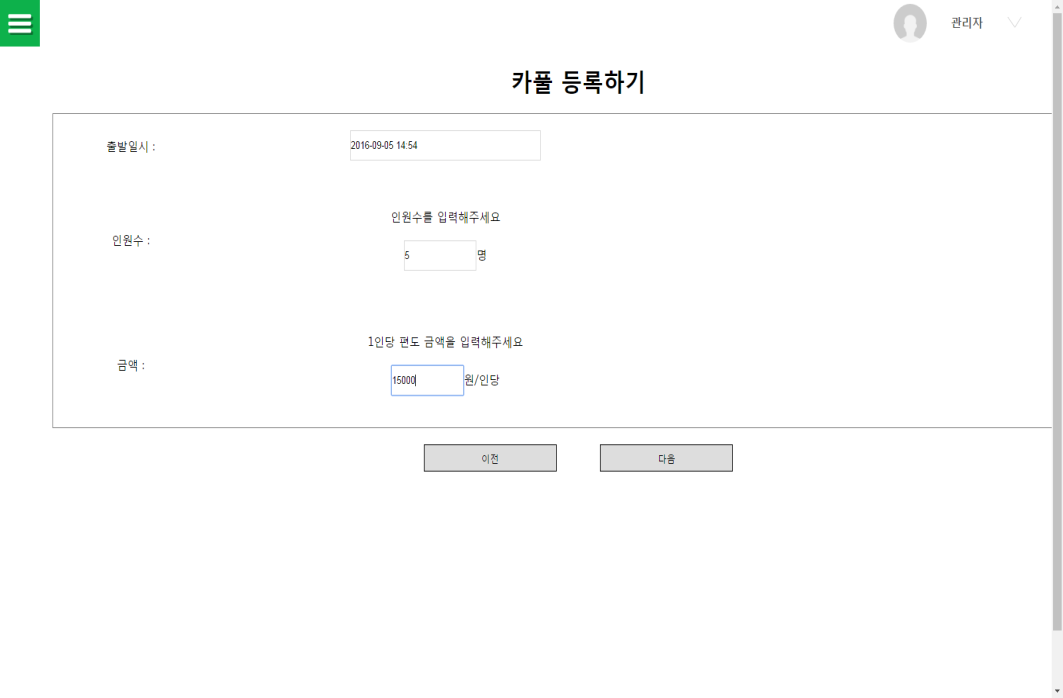 관리자
카풀 등록하기
출발일시 :
2016-09-05 14:54
인원수를 입력해주세요
인원수 :
5 명
1인당 편도 금액을 입력해주세요
금액 :
15000 원/인당
이전 다음